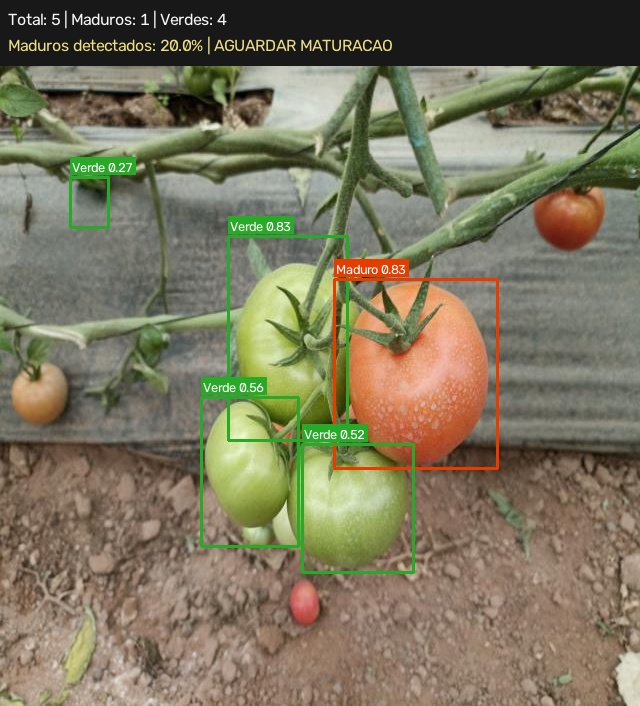 Total: 5 | Maduros: 1 | Verdes: 4
Maduros detectados: 20.0% | AGUARDAR MATURACAO
Verde 0.27
Verde 0.83
Maduro 0.83
Verde 0.56
Verde 0.52